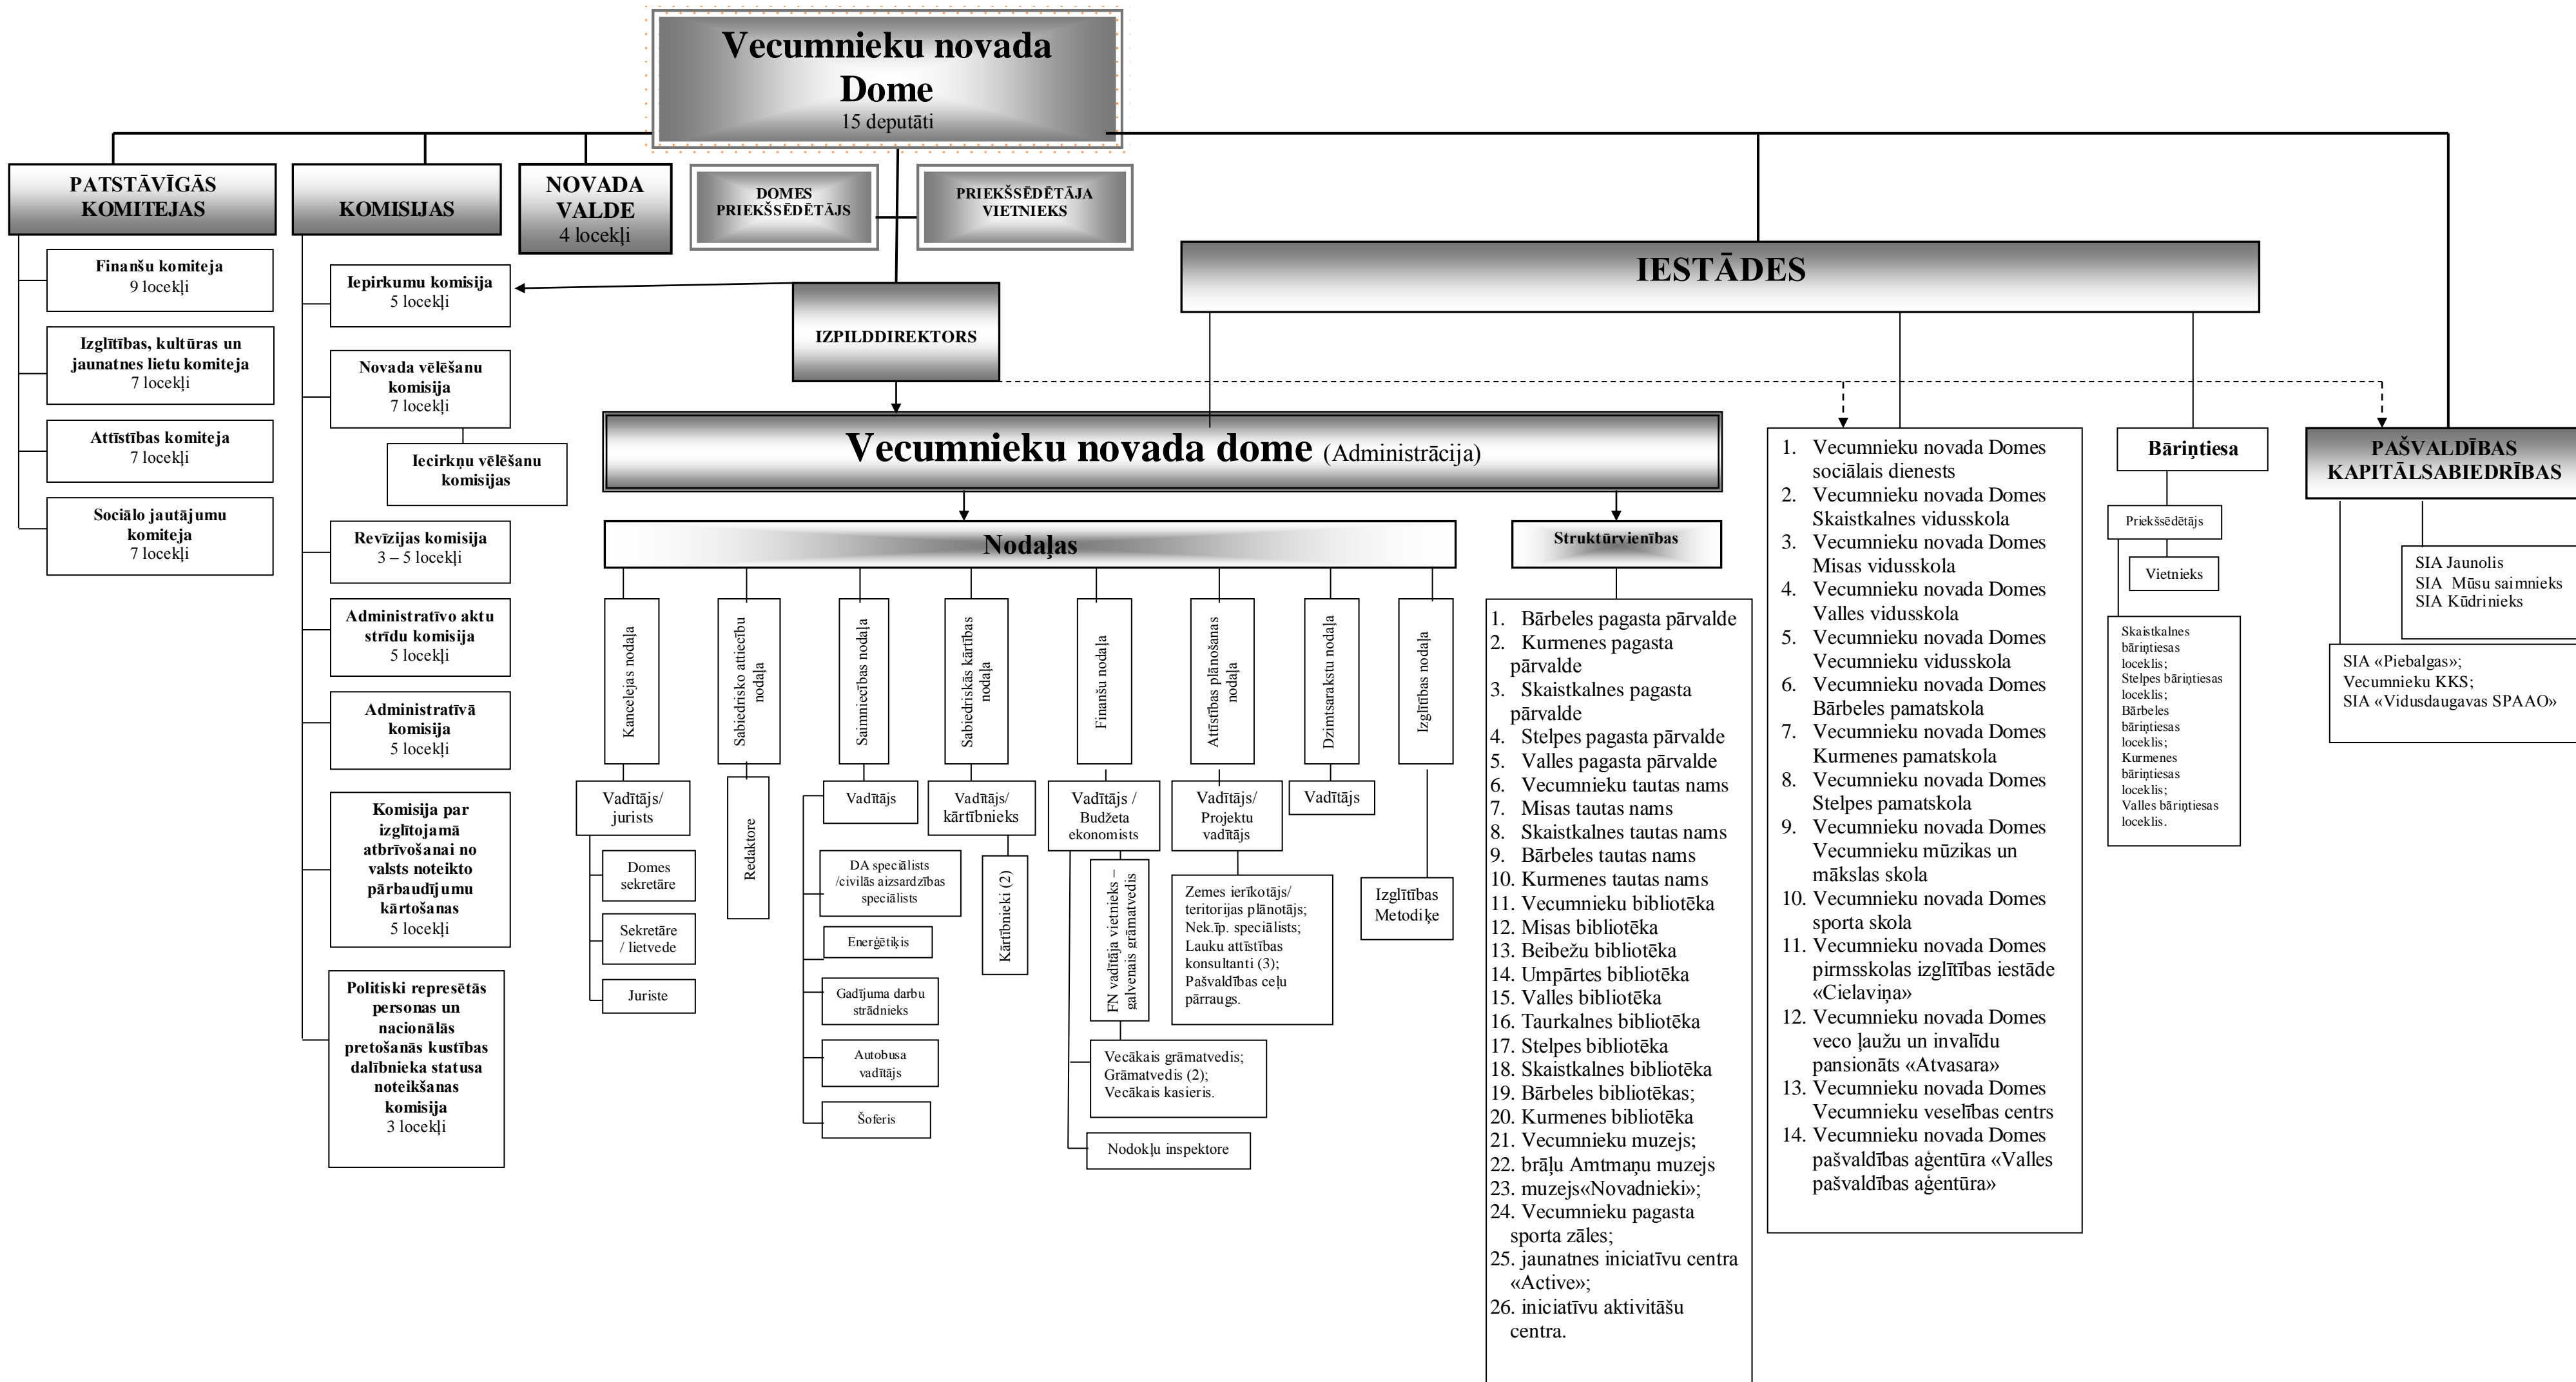 Vecumnieku novada
Dome
15 deputāti
PATSTĀVĪGĀS
KOMITEJAS
KOMISIJAS
NOVADA
VALDE
4 locekļi
DOMES
PRIEKŠSĒDĒTĀJS
PRIEKŠSĒDĒTĀJA
VIETNIEKS
IESTĀDES
IZPILDDIREKTORS
Finanšu komiteja
9 locekļi
Izglītības, kultūras un
jaunatnes lietu komiteja
7 locekļi
Attīstības komiteja
7 locekļi
Sociālo jautājumu
komiteja
7 locekļi
Iepirkumu komisija
5 locekļi
Novada vēlēšanu
komisija
7 locekļi
Iecirkņu vēlēšanu
komisijas
Revīzijas komisija
3 – 5 locekļi
Administratīvo aktu
strīdu komisija
5 locekļi
Administratīvā
komisija
5 locekļi
Komisija par
izglītojamā
atbrīvošanai no
valsts noteikto
pārbaudījumu
kārtošanas
5 locekļi
Politiski represētās
personas un
nacionālās
pretošanās kustības
dalībnieka statusa
noteikšanas
komisija
3 locekļi
Vecumnieku novada dome (Administrācija)
Nodaļas
Struktūrvienības
Kancelejas nodaļa
Sabiedrisko attiecību
nodaļa
Saimniecības nodaļa
Sabiedriskās kārtības
nodaļa
Finanšu nodaļa
Attīstības plānošanas
nodaļa
Dzimtsarakstu nodaļa
Izglītības nodaļa
Vadītājs/
jurists
Domes
sekretāre
Sekretāre
/ lietvede
Juriste
Redaktore
Vadītājs
DA speciālists
/civilās aizsardzības
speciālists
Enerģētiķis
Gadījuma darbu
strādnieks
Autobusa
vadītājs
Šoferis
Vadītājs/
kārtībnieks
Kārtībnieki (2)
Vadītājs /
Budžeta
ekonomists
FN vadītāja vietnieks –
galvenais grāmatvedis
Vecākais grāmatvedis;
Grāmatvedis (2);
Vecākais kasieris.
Nodokļu inspektore
Vadītājs/
Projektu
vadītājs
Zemes ierīkotājs/
teritorijas plānotājs;
Nek.īp. speciālists;
Lauku attīstības
konsultanti (3);
Pašvaldības ceļu
pārraugs.
Vadītājs
Izglītības
Metodiķe
1. Bārbeles pagasta pārvalde
2. Kurmenes pagasta
pārvalde
3. Skaistkalnes pagasta
pārvalde
4. Stelpes pagasta pārvalde
5. Valles pagasta pārvalde
6. Vecumnieku tautas nams
7. Misas tautas nams
8. Skaistkalnes tautas nams
9. Bārbeles tautas nams
10. Kurmenes tautas nams
11. Vecumnieku bibliotēka
12. Misas bibliotēka
13. Beibežu bibliotēka
14. Umpārtes bibliotēka
15. Valles bibliotēka
16. Taurkalnes bibliotēka
17. Stelpes bibliotēka
18. Skaistkalnes bibliotēka
19. Bārbeles bibliotēkas;
20. Kurmenes bibliotēka
21. Vecumnieku muzejs;
22. brāļu Amtmaņu muzejs
23. muzejs«Novadnieki»;
24. Vecumnieku pagasta
sporta zāles;
25. jaunatnes iniciatīvu centra
«Active»;
26. iniciatīvu aktivitāšu
centra.
1. Vecumnieku novada Domes
sociālais dienests
2. Vecumnieku novada Domes
Skaistkalnes vidusskola
3. Vecumnieku novada Domes
Misas vidusskola
4. Vecumnieku novada Domes
Valles vidusskola
5. Vecumnieku novada Domes
Vecumnieku vidusskola
6. Vecumnieku novada Domes
Bārbeles pamatskola
7. Vecumnieku novada Domes
Kurmenes pamatskola
8. Vecumnieku novada Domes
Stelpes pamatskola
9. Vecumnieku novada Domes
Vecumnieku mūzikas un
mākslas skola
10. Vecumnieku novada Domes
sporta skola
11. Vecumnieku novada Domes
pirmsskolas izglītības iestāde
«Cielaviņa»
12. Vecumnieku novada Domes
veco ļaužu un invalīdu
pansionāts «Atvasara»
13. Vecumnieku novada Domes
Vecumnieku veselības centrs
14. Vecumnieku novada Domes
pašvaldības aģentūra «Valles
pašvaldības aģentūra»
Bāriņtiesa
Priekšsēdētājs
Vietnieks
Skaistkalnes
bāriņtiesas
loceklis;
Stelpes bāriņtiesas
loceklis;
Bārbeles
bāriņtiesas
loceklis;
Kurmenes
bāriņtiesas
loceklis;
Valles bāriņtiesas
loceklis.
PAŠVALDĪBAS
KAPITĀLSABIEDRĪBAS
SIA Jaunolis
SIA Mūsu saimnieks
SIA Kūdrinieks
SIA «Piebalgas»;
Vecumnieku KKS;
SIA «Vidusdaugavas SPAAO»